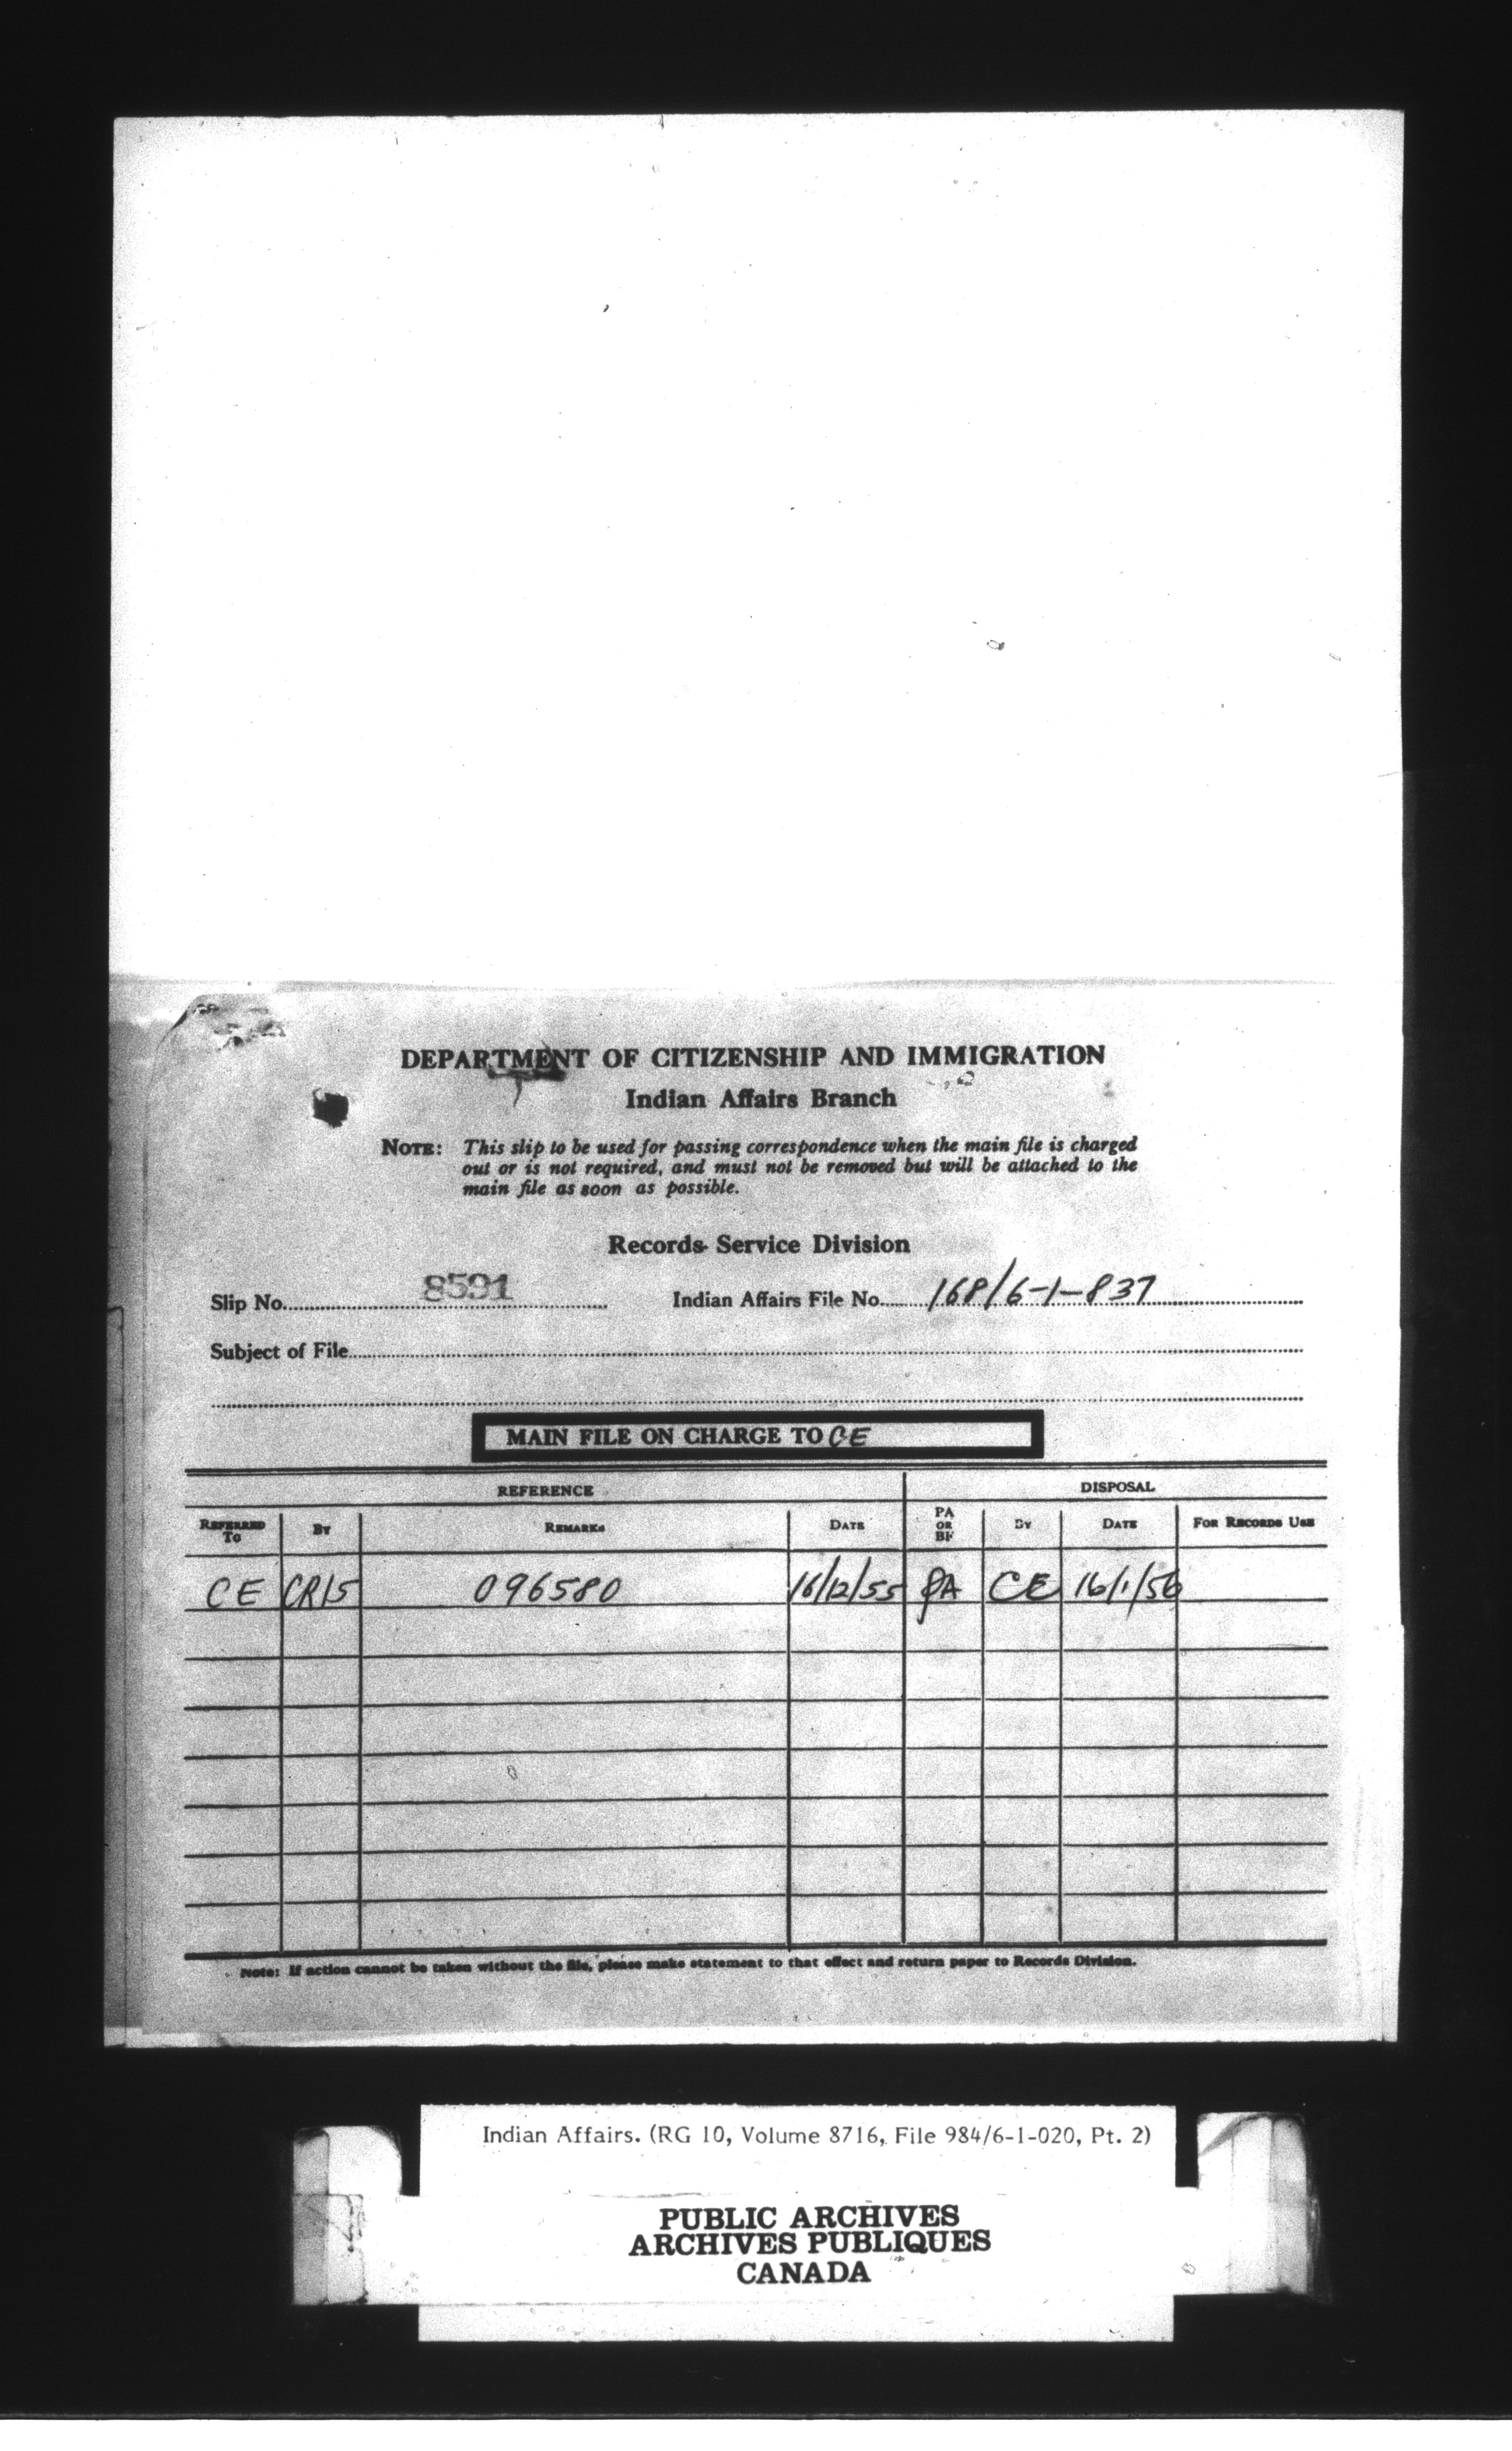 DEPARTMENT OF CITIZENSHIP AND IMMIGRATION
Indian Affairs Branch
NOTE: This slip to be used for passing correspondence when the main file is charged
out or is not required, and must not be removed but will be attached to the
main file as soon as possible.
Records Service Division
Slip No. 8591 Indian Affairs File No. 168/6-1-837
Subject of File
MAIN FILE ON CHARGE TO CE
REFERENCE DISPOSAL
REFERRED TO BY REMARKS DATE PA OR BF BY DATE FOR RECORDS USE
CE CR15 096580 16/12/55 PA CE 16/1/56
Note: If action cannot be taken without the file, please make statement to that effect and return paper to Records Division.
Indian Affairs. (RG 10, Volume 8716, File 984/6-1-020, Pt. 2)
PUBLIC ARCHIVES
ARCHIVES PUBLIQUES
CANADA